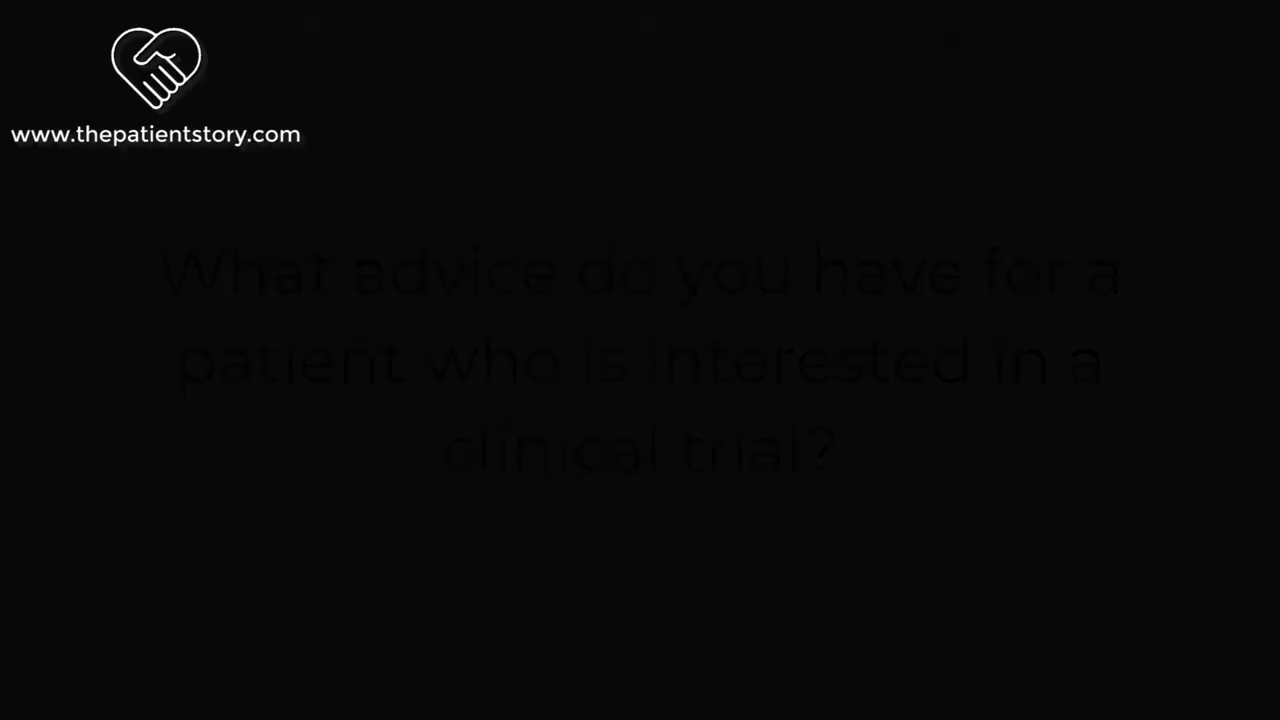 www.thepatientstory.com
What advice do you have for a
patient who is interested in a
clinical trial?